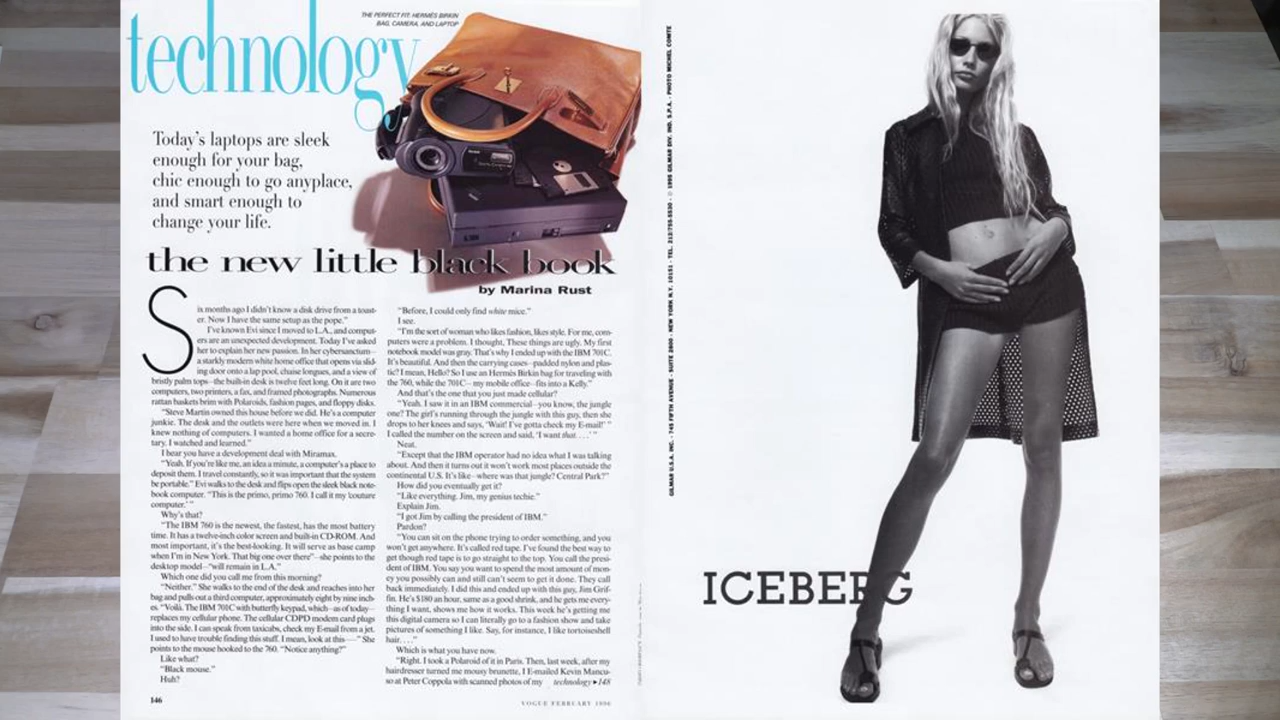 technology
THE PERFECT FIT: HERMÈS BIRKIN
BAG, CAMERA, AND LAPTOP
Today's laptops are sleek
enough for your bag,
chic enough to go anyplace,
and smart enough to
change your life.
the new little black book
by Marina Rust
Six months ago I didn't know a disk drive from a toast-
er. Now I have the same setup as the pope."
I've known Evi since I moved to L.A., and comput-
ers are an unexpected development. Today I've asked
her to explain her new passion. In her cybersanctum—
a starkly modern white home office that opens via slid-
ing door onto a lap pool, chaise longues, and a view of
bristly palm tops—the built-in desk is twelve feet long. On it are two
computers, two printers, a fax, and framed photographs. Numerous
rattan baskets brim with Polaroids, fashion pages, and floppy disks.
"Steve Martin owned this house before we did. He's a computer
junkie. The desk and the outlets were here when we moved in. I
knew nothing of computers. I wanted a home office for a secre-
tary. I watched and learned."
I hear you have a development deal with Miramax.
"Yeah. If you're like me, an idea a minute, a computer's a place to
deposit them. I travel constantly, so it was important that the system
be portable." Evi walks to the desk and flips open the sleek black note-
book computer. "This is the primo, primo 760. I call it my 'couture
computer.' "
Why's that?
"The IBM 760 is the newest, the fastest, has the most battery
time. It has a twelve-inch color screen and built-in CD-ROM. And
most important, it's the best-looking. It will serve as base camp
when I'm in New York. That big one over there"—she points to the
desktop model—"will remain in L.A."
Which one did you call me from this morning?
"Neither." She walks to the end of the desk and reaches into her
bag and pulls out a third computer, approximately eight by nine inch-
es. "Voilà. The IBM 701C with butterfly keypad, which—as of today—
replaces my cellular phone. The cellular CDPD modem card plugs
into the side. I can speak from taxicabs, check my E-mail from a jet.
I used to have trouble finding this stuff. I mean, look at this—" She
points to the mouse hooked to the 760. "Notice anything?"
Like what?
"Black mouse."
Huh?
"Before, I could only find white mice."
I see.
"I'm the sort of woman who likes fashion, likes style. For me, com-
puters were a problem. I thought, These things are ugly. My first
notebook model was gray. That's why I ended up with the IBM 701C.
It's beautiful. And then the carrying cases—padded nylon and plas-
tic? I mean, Hello? So I use an Hermès Birkin bag for traveling with
the 760, while the 701C— my mobile office—fits into a Kelly."
And that's the one that you just made cellular?
"Yeah. I saw it in an IBM commercial—you know, the jungle
one? The girl's running through the jungle with this guy, then she
drops to her knees and says, 'Wait! I've gotta check my E-mail!' "
I called the number on the screen and said, 'I want that. . . .' "
Neat.
"Except that the IBM operator had no idea what I was talking
about. And then it turns out it won't work most places outside the
continental U.S. It's like—where was that jungle? Central Park?"
How did you eventually get it?
"Like everything. Jim, my genius techie."
Explain Jim.
"I got Jim by calling the president of IBM."
Pardon?
"You can sit on the phone trying to order something, and you
won't get anywhere. It's called red tape. I've found the best way to
get though red tape is to go straight to the top. You call the presi-
dent of IBM. You say you want to spend the most amount of mon-
ey you possibly can and still can't seem to get it done. They call
back immediately. I did this and ended up with this guy, Jim Grif-
fin. He's $180 an hour, same as a good shrink, and he gets every-
thing I want, shows me how it works. This week he's getting me
this digital camera so I can literally go to a fashion show and take
pictures of something I like. Say, for instance, I like tortoiseshell
hair. . . ."
Which is what you have now.
"Right. I took a Polaroid of it in Paris. Then, last week, after my
hairdresser turned me mousy brunette, I E-mailed Kevin Mancu-
so at Peter Coppola with scanned photos of my technology ▸148
146
VOGUE FEBRUARY 1996
GILMAR U.S.A. INC. · 745 FIFTH AVENUE · SUITE 2800 · NEW YORK N.Y. 10151 · TEL. 212/755-5530 · © 1995 GILMAR DIV. IND. S.P.A. · PHOTO MICHEL COMTE
ICEBERG